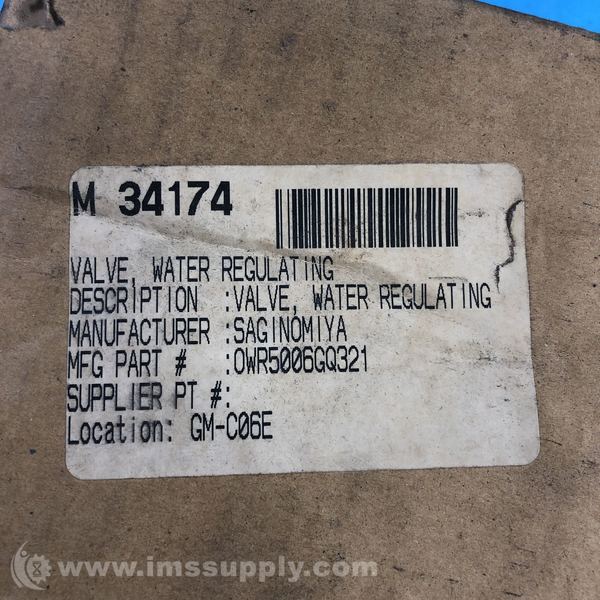 M 34174
VALVE, WATER REGULATING
DESCRIPTION :VALVE, WATER REGULATING
MANUFACTURER :SAGINOMIYA
MFG PART # :OWR5006GQ321
SUPPLIER PT #:
Location: GM-C06E
www.imssupply.com